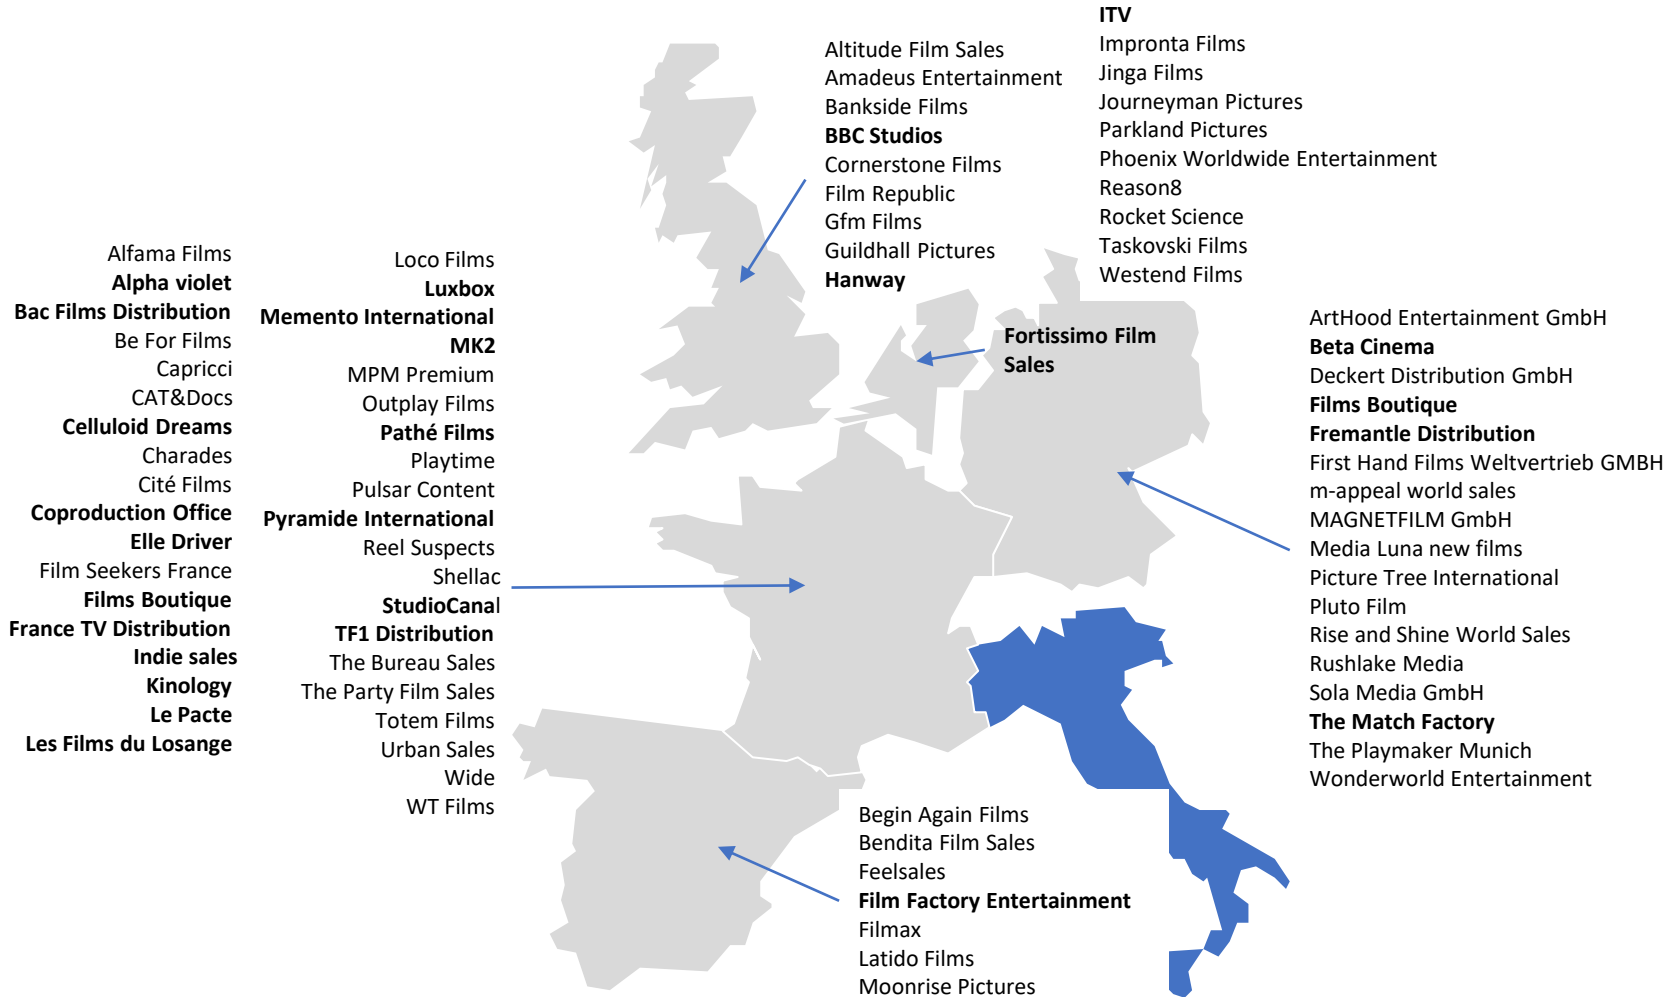 Altitude Film Sales
Amadeus Entertainment
Bankside Films
BBC Studios
Cornerstone Films
Film Republic
Gfm Films
Guildhall Pictures
Hanway
ITV
Impronta Films
Jinga Films
Journeyman Pictures
Parkland Pictures
Phoenix Worldwide Entertainment
Reason8
Rocket Science
Taskovski Films
Westend Films
Alfama Films
Alpha violet
Bac Films Distribution
Be For Films
Capricci
CAT&Docs
Celluloid Dreams
Charades
Cité Films
Coproduction Office
Elle Driver
Film Seekers France
Films Boutique
France TV Distribution
Indie sales
Kinology
Le Pacte
Les Films du Losange
Loco Films
Luxbox
Memento International
MK2
MPM Premium
Outplay Films
Pathé Films
Playtime
Pulsar Content
Pyramide International
Reel Suspects
Shellac
StudioCanal
TF1 Distribution
The Bureau Sales
The Party Film Sales
Totem Films
Urban Sales
Wide
WT Films
Fortissimo Film
Sales
ArtHood Entertainment GmbH
Beta Cinema
Deckert Distribution GmbH
Films Boutique
Fremantle Distribution
First Hand Films Weltvertrieb GMBH
m-appeal world sales
MAGNETFILM GmbH
Media Luna new films
Picture Tree International
Pluto Film
Rise and Shine World Sales
Rushlake Media
Sola Media GmbH
The Match Factory
The Playmaker Munich
Wonderworld Entertainment
Begin Again Films
Bendita Film Sales
Feelsales
Film Factory Entertainment
Filmax
Latido Films
Moonrise Pictures